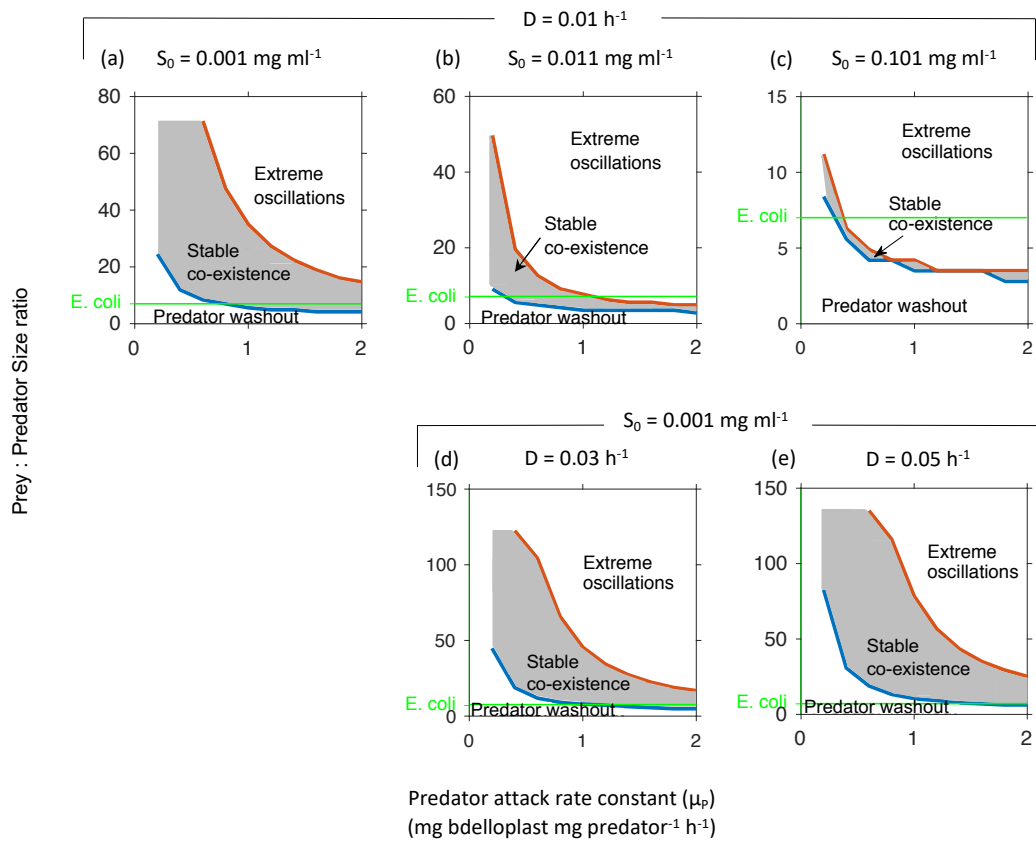 D = 0.01 h⁻¹
(a)
S₀ = 0.001 mg ml⁻¹
(b)
S₀ = 0.011 mg ml⁻¹
(c)
S₀ = 0.101 mg ml⁻¹
Prey : Predator Size ratio
80
60
40
20
0
Extreme
oscillations
Stable
co-existence
E. coli
Predator washout
0
1
2
60
40
20
0
Extreme
oscillations
Stable
co-existence
E. coli
Predator washout
0
1
2
15
10
5
0
Extreme
oscillations
Stable
co-existence
E. coli
Predator washout
0
1
2
S₀ = 0.001 mg ml⁻¹
(d)
D = 0.03 h⁻¹
(e)
D = 0.05 h⁻¹
150
100
50
0
Extreme
oscillations
Stable
co-existence
E. coli
Predator washout
0
1
2
150
100
50
0
Extreme
oscillations
Stable
co-existence
E. coli
Predator washout
0
1
2
Predator attack rate constant (μₚ)
(mg bdelloplast mg predator⁻¹ h⁻¹)